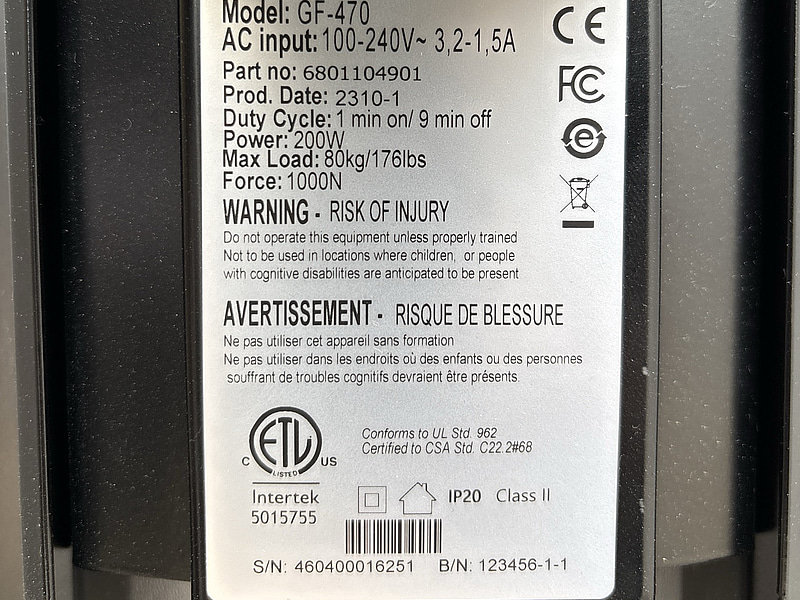 Model: GF-470
AC input: 100-240V~ 3,2-1,5A
Part no: 6801104901
Prod. Date: 2310-1
Duty Cycle: 1 min on/ 9 min off
Power: 200W
Max Load: 80kg/176lbs
Force: 1000N
WARNING - RISK OF INJURY
Do not operate this equipment unless properly trained
Not to be used in locations where children, or people
with cognitive disabilities are anticipated to be present
AVERTISSEMENT - RISQUE DE BLESSURE
Ne pas utiliser cet appareil sans formation
Ne pas utiliser dans les endroits où des enfants ou des personnes
souffrant de troubles cognitifs devraient être présents.
CE
FC
e
ETL
C LISTED US
Intertek
5015755
Conforms to UL Std. 962
Certified to CSA Std. C22.2#68
IP20 Class II
S/N: 460400016251 B/N: 123456-1-1